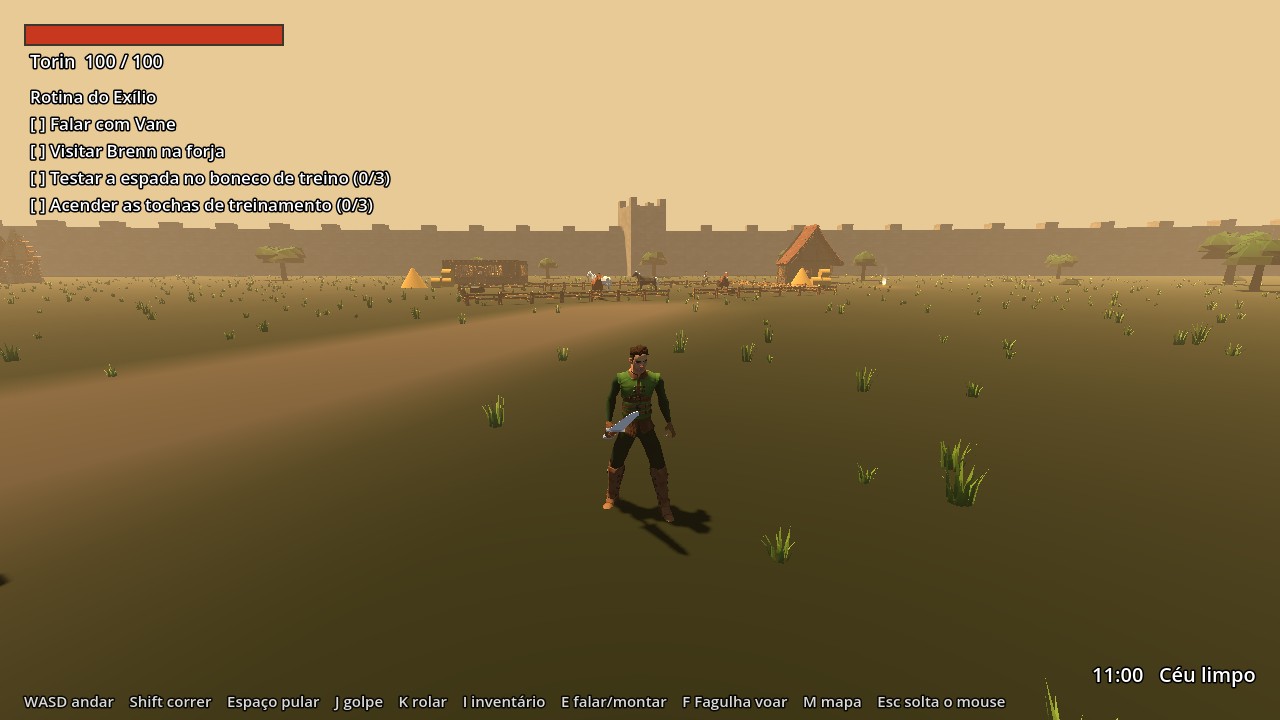 Torin 100 / 100
Rotina do Exílio
[ ] Falar com Vane
[ ] Visitar Brenn na forja
[ ] Testar a espada no boneco de treino (0/3)
[ ] Acender as tochas de treinamento (0/3)
11:00 Céu limpo
WASD andar Shift correr Espaço pular J golpe K rolar I inventário E falar/montar F Fagulha voar M mapa Esc solta o mouse